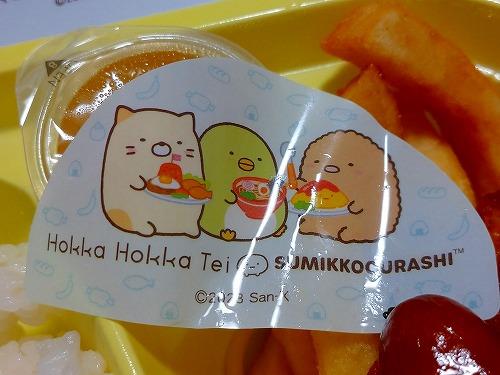 Hokka Hokka Tei SUMIKKOGURASHI™
©2023 San-X